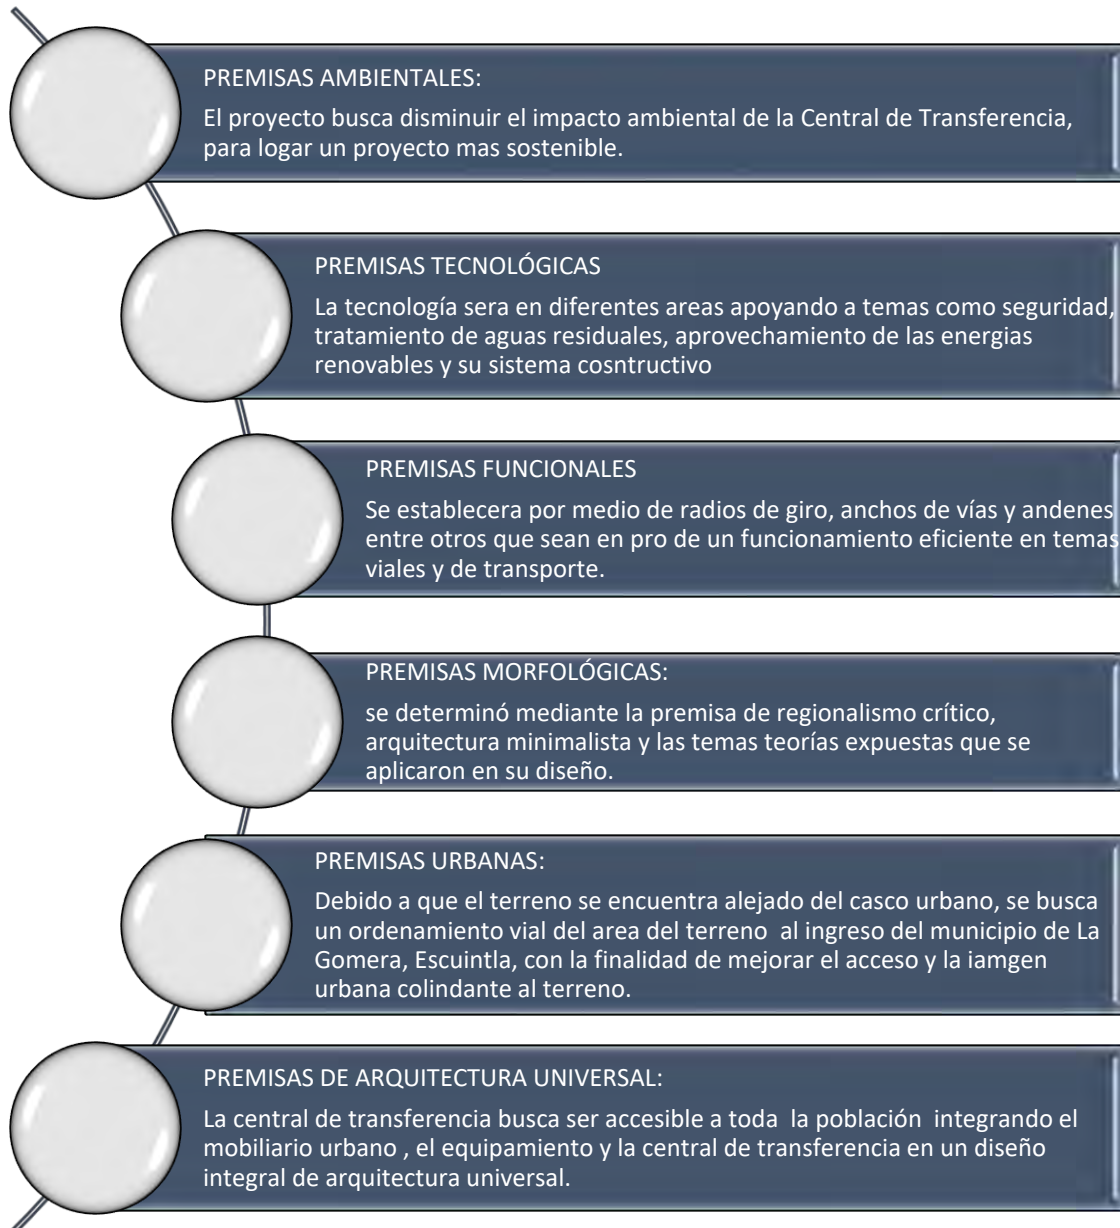 PREMISAS AMBIENTALES:
El proyecto busca disminuir el impacto ambiental de la Central de Transferencia,
para logar un proyecto mas sostenible.
PREMISAS TECNOLÓGICAS
La tecnología sera en diferentes areas apoyando a temas como seguridad,
tratamiento de aguas residuales, aprovechamiento de las energias
renovables y su sistema cosntructivo
PREMISAS FUNCIONALES
Se establecera por medio de radios de giro, anchos de vías y andenes
entre otros que sean en pro de un funcionamiento eficiente en temas
viales y de transporte.
PREMISAS MORFOLÓGICAS:
se determinó mediante la premisa de regionalismo crítico,
arquitectura minimalista y las temas teorías expuestas que se
aplicaron en su diseño.
PREMISAS URBANAS:
Debido a que el terreno se encuentra alejado del casco urbano, se busca
un ordenamiento vial del area del terreno al ingreso del municipio de La
Gomera, Escuintla, con la finalidad de mejorar el acceso y la iamgen
urbana colindante al terreno.
PREMISAS DE ARQUITECTURA UNIVERSAL:
La central de transferencia busca ser accesible a toda la población integrando el
mobiliario urbano , el equipamiento y la central de transferencia en un diseño
integral de arquitectura universal.